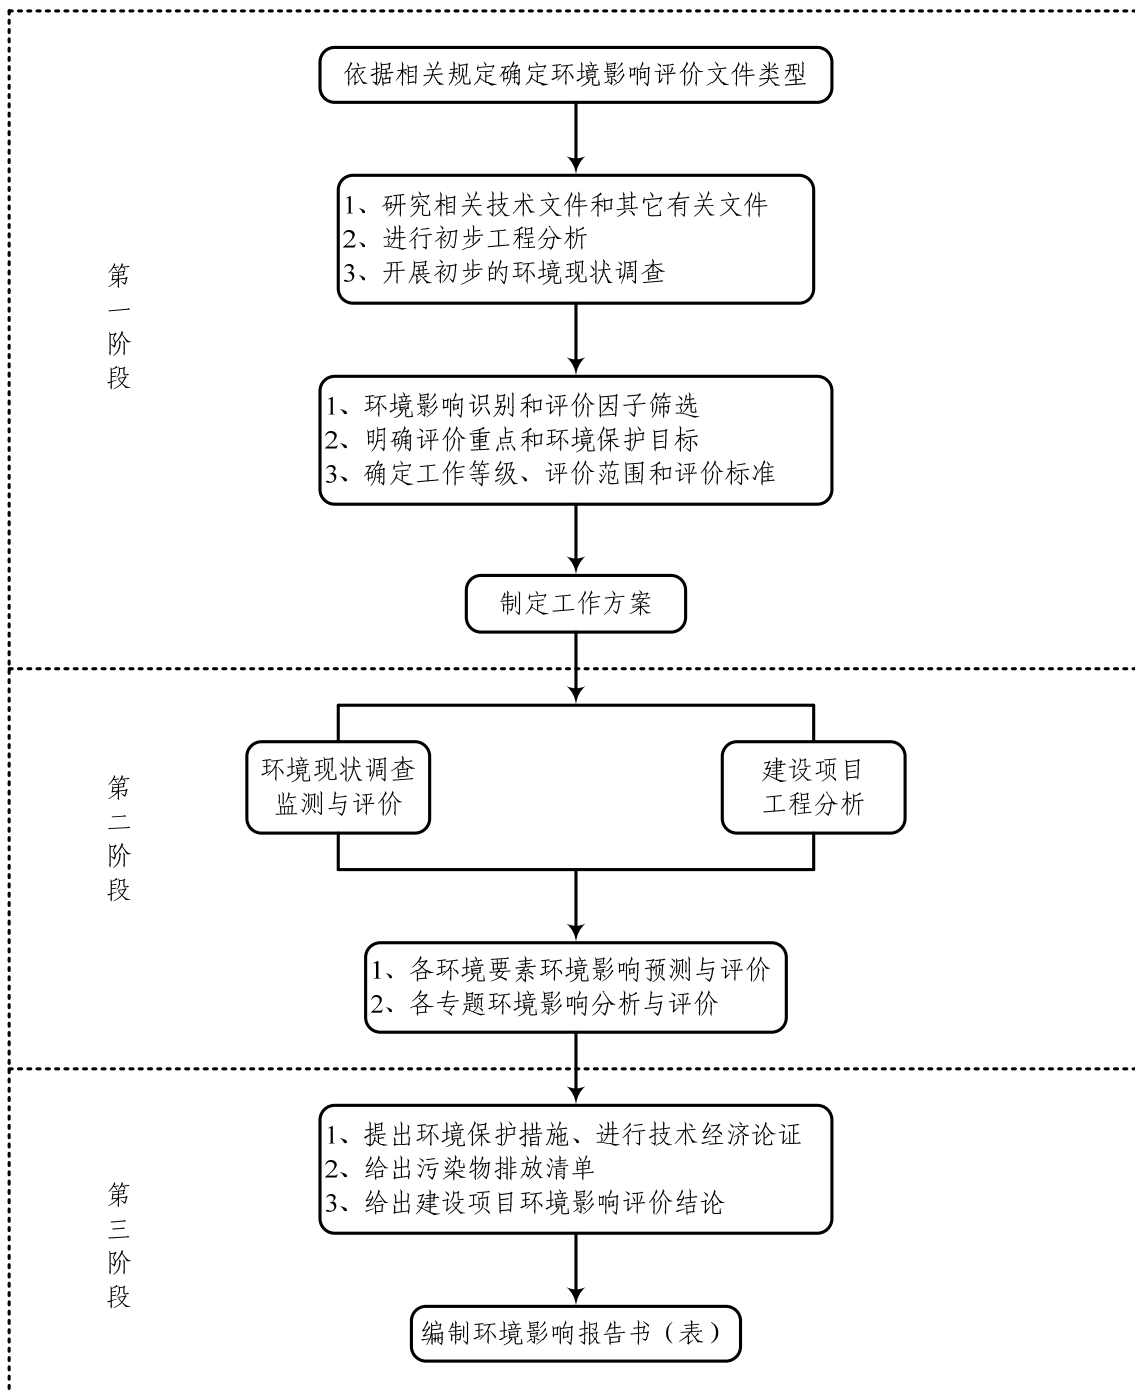 依据相关规定确定环境影响评价文件类型
1、研究相关技术文件和其它有关文件
2、进行初步工程分析
3、开展初步的环境现状调查
第一阶段
1、环境影响识别和评价因子筛选
2、明确评价重点和环境保护目标
3、确定工作等级、评价范围和评价标准
制定工作方案
环境现状调查
监测与评价
建设项目
工程分析
第二阶段
1、各环境要素环境影响预测与评价
2、各专题环境影响分析与评价
1、提出环境保护措施、进行技术经济论证
2、给出污染物排放清单
3、给出建设项目环境影响评价结论
第三阶段
编制环境影响报告书（表）